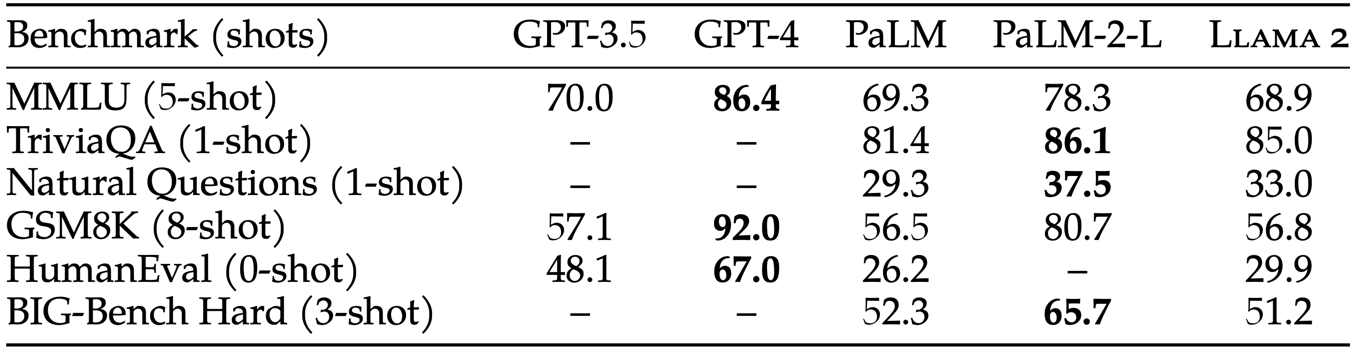 Benchmark (shots) GPT-3.5 GPT-4 PaLM PaLM-2-L Llama 2
MMLU (5-shot) 70.0 86.4 69.3 78.3 68.9
TriviaQA (1-shot) – – 81.4 86.1 85.0
Natural Questions (1-shot) – – 29.3 37.5 33.0
GSM8K (8-shot) 57.1 92.0 56.5 80.7 56.8
HumanEval (0-shot) 48.1 67.0 26.2 – 29.9
BIG-Bench Hard (3-shot) – – 52.3 65.7 51.2